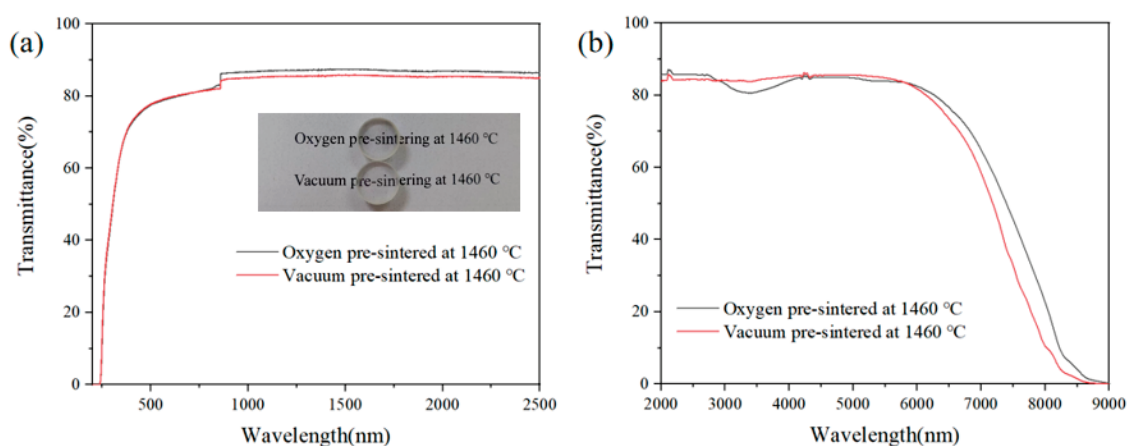 (a)
100
80
60
40
20
0
Transmittance(%)
Oxygen pre-sintering at 1460 ℃
Vacuum pre-sintering at 1460 ℃
Oxygen pre-sintered at 1460 ℃
Vacuum pre-sintered at 1460 ℃
500 1000 1500 2000 2500
Wavelength(nm)
(b)
100
80
60
40
20
0
Transmittance(%)
Oxygen pre-sintered at 1460 ℃
Vacuum pre-sintered at 1460 ℃
2000 3000 4000 5000 6000 7000 8000 9000
Wavelength(nm)